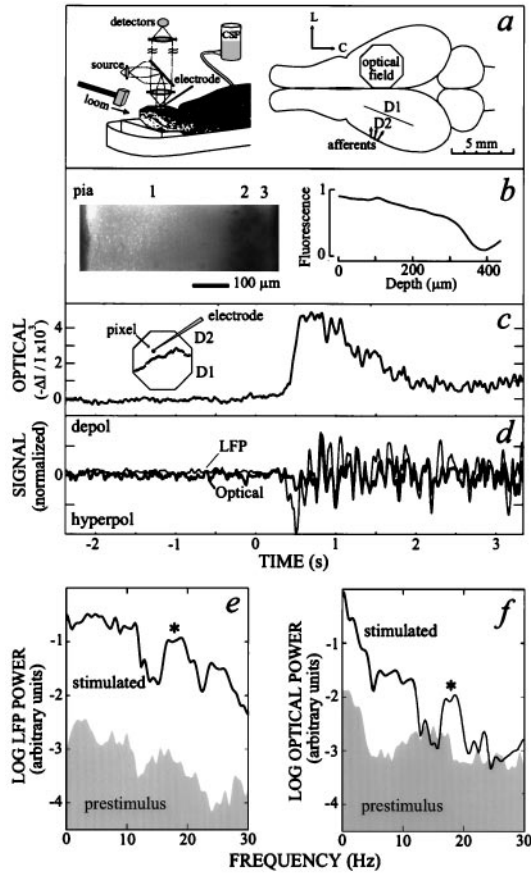 a
detectors
CSF
source
electrode
loom
L
C
optical
field
D1
D2
afferents
5 mm
b
pia 1 2 3
100 μm
Fluorescence
1
0
0 200 400
Depth (μm)
c
OPTICAL
(-ΔI / I x10³)
4
0
pixel
electrode
D2
D1
d
SIGNAL
(normalized)
depol
0
LFP
Optical
hyperpol
-2 -1 0 1 2 3
TIME (s)
e
LOG LFP POWER
(arbitrary units)
-1
-2
-3
-4
stimulated
*
prestimulus
0 10 20 30
f
LOG OPTICAL POWER
(arbitrary units)
0
-1
-2
-3
-4
stimulated
*
prestimulus
0 10 20 30
FREQUENCY (Hz)